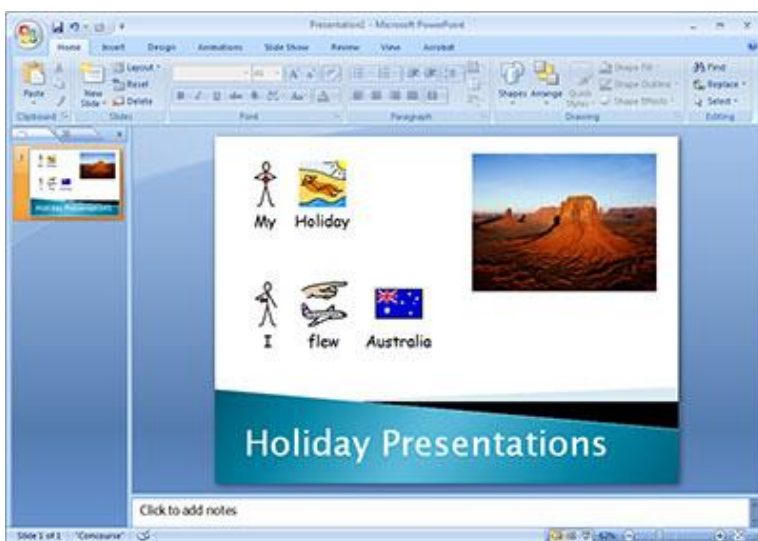 Presentation1 - Microsoft PowerPoint
Home Insert Design Animations Slide Show Review View Acrobat
Paste New Slide Layout Reset Delete Shapes Arrange Quick Styles Shape Fill Shape Outline Shape Effects Find Replace Select
Clipboard Slides Font Paragraph Drawing Editing
My Holiday
I flew Australia
Holiday Presentations
Click to add notes
Slide 1 of 1 "Concourse" 62%